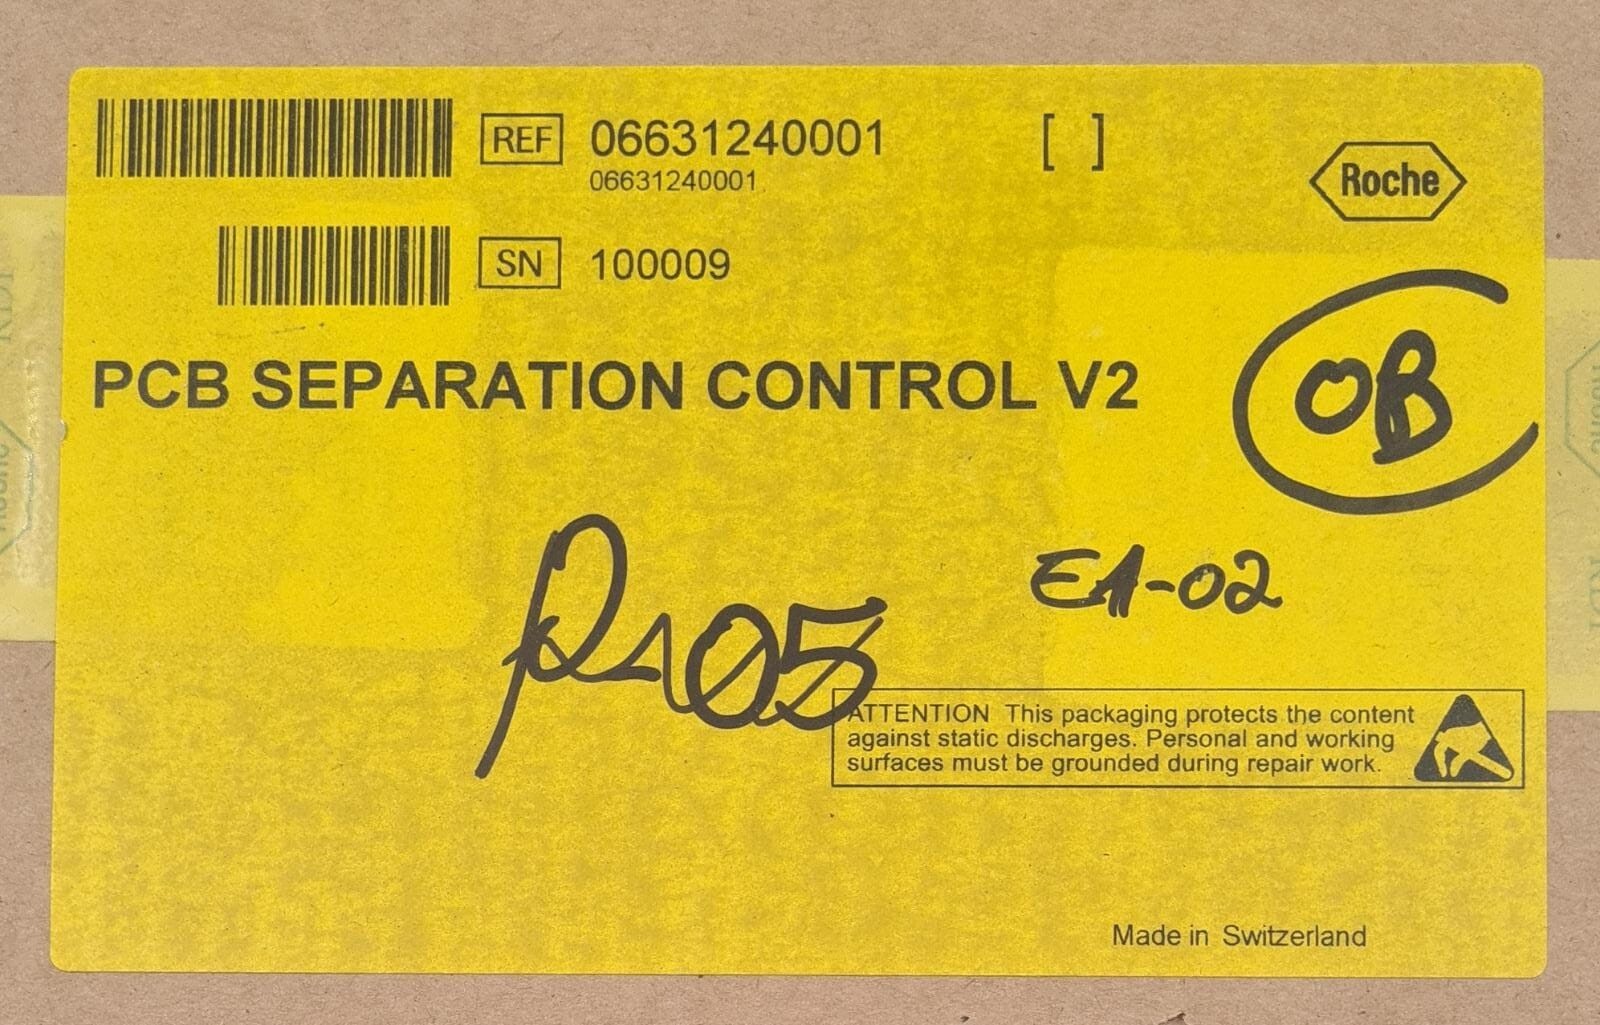 REF 06631240001 [ ]
06631240001
Roche
SN 100009
PCB SEPARATION CONTROL V2
OB
E1-02
ATTENTION This packaging protects the content
against static discharges. Personal and working
surfaces must be grounded during repair work.
Made in Switzerland